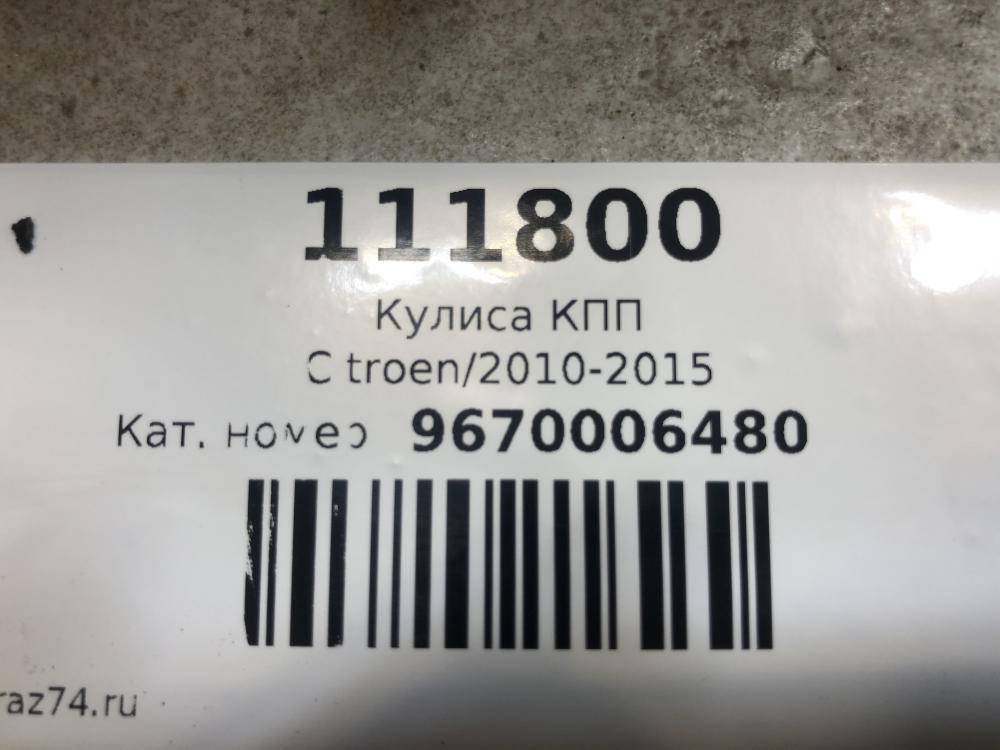 111800
Кулиса КПП
C troen/2010-2015
Кат. номер 9670006480
raz74.ru